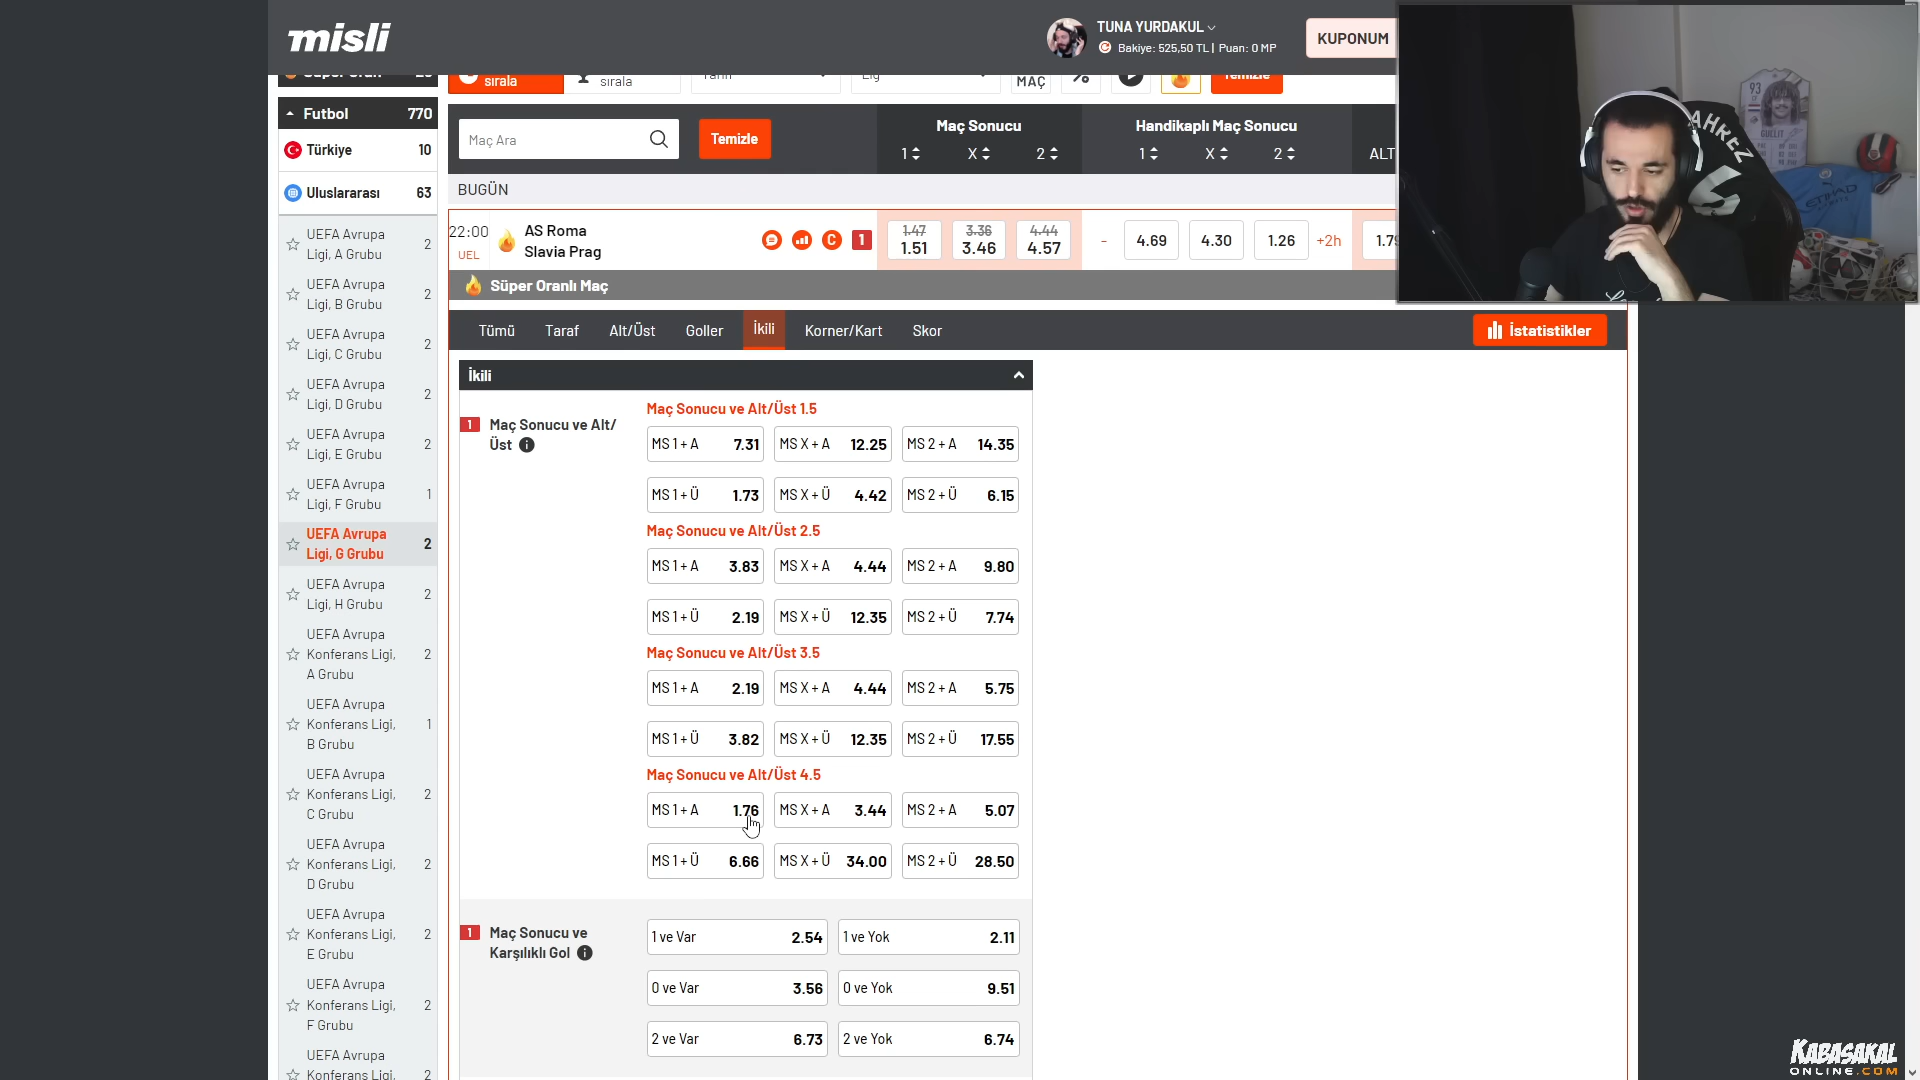 misli
TUNA YURDAKUL
Bakiye: 525,50 TL | Puan: 0 MP
KUPONUM
Süper Oran
sırala
sırala
Tarih
Lig
MAÇ
%
Temizle
Futbol 770
Türkiye 10
Uluslararası 63
Maç Ara
Temizle
Maç Sonucu
1 X 2
Handikaplı Maç Sonucu
1 X 2
ALT
BUGÜN
22:00
UEL
AS Roma
Slavia Prag
C 1
1.47 3.36 4.44
1.51 3.46 4.57
- 4.69 4.30 1.26 +2h 1.79
Süper Oranlı Maç
Tümü Taraf Alt/Üst Goller İkili Korner/Kart Skor
İstatistikler
UEFA Avrupa
Ligi, A Grubu 2
UEFA Avrupa
Ligi, B Grubu 2
UEFA Avrupa
Ligi, C Grubu 2
UEFA Avrupa
Ligi, D Grubu 2
UEFA Avrupa
Ligi, E Grubu 2
UEFA Avrupa
Ligi, F Grubu 1
UEFA Avrupa
Ligi, G Grubu 2
UEFA Avrupa
Ligi, H Grubu 2
UEFA Avrupa
Konferans Ligi, 2
A Grubu
UEFA Avrupa
Konferans Ligi, 1
B Grubu
UEFA Avrupa
Konferans Ligi, 2
C Grubu
UEFA Avrupa
Konferans Ligi, 2
D Grubu
UEFA Avrupa
Konferans Ligi, 2
E Grubu
UEFA Avrupa
Konferans Ligi, 2
F Grubu
UEFA Avrupa
Konferans Ligi, 2
İkili
1 Maç Sonucu ve Alt/
Üst
Maç Sonucu ve Alt/Üst 1.5
MS 1 + A 7.31 MS X + A 12.25 MS 2 + A 14.35
MS 1 + Ü 1.73 MS X + Ü 4.42 MS 2 + Ü 6.15
Maç Sonucu ve Alt/Üst 2.5
MS 1 + A 3.83 MS X + A 4.44 MS 2 + A 9.80
MS 1 + Ü 2.19 MS X + Ü 12.35 MS 2 + Ü 7.74
Maç Sonucu ve Alt/Üst 3.5
MS 1 + A 2.19 MS X + A 4.44 MS 2 + A 5.75
MS 1 + Ü 3.82 MS X + Ü 12.35 MS 2 + Ü 17.55
Maç Sonucu ve Alt/Üst 4.5
MS 1 + A 1.76 MS X + A 3.44 MS 2 + A 5.07
MS 1 + Ü 6.66 MS X + Ü 34.00 MS 2 + Ü 28.50
1 Maç Sonucu ve
Karşılıklı Gol
1 ve Var 2.54 1 ve Yok 2.11
0 ve Var 3.56 0 ve Yok 9.51
2 ve Var 6.73 2 ve Yok 6.74
93
GULLIT
AHREZ
ETIHAD
KABASAKAL
ONLINE.COM